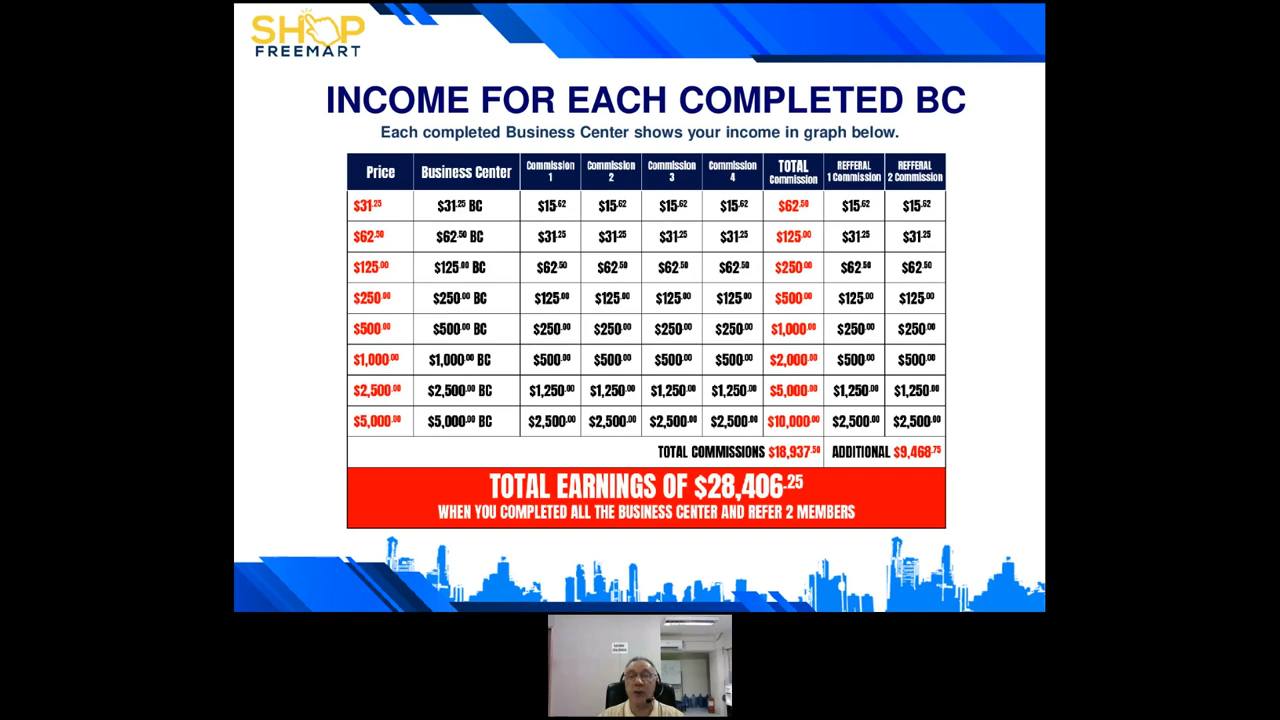 SHOP
FREEMART
INCOME FOR EACH COMPLETED BC
Each completed Business Center shows your income in graph below.
Price Business Center Commission 1 Commission 2 Commission 3 Commission 4 TOTAL Commission REFFERAL 1 Commission REFFERAL 2 Commission
$31.25 $31.25 BC $15.62 $15.62 $15.62 $15.62 $62.50 $15.62 $15.62
$62.50 $62.50 BC $31.25 $31.25 $31.25 $31.25 $125.00 $31.25 $31.25
$125.00 $125.00 BC $62.50 $62.50 $62.50 $62.50 $250.00 $62.50 $62.50
$250.00 $250.00 BC $125.00 $125.00 $125.00 $125.00 $500.00 $125.00 $125.00
$500.00 $500.00 BC $250.00 $250.00 $250.00 $250.00 $1,000.00 $250.00 $250.00
$1,000.00 $1,000.00 BC $500.00 $500.00 $500.00 $500.00 $2,000.00 $500.00 $500.00
$2,500.00 $2,500.00 BC $1,250.00 $1,250.00 $1,250.00 $1,250.00 $5,000.00 $1,250.00 $1,250.00
$5,000.00 $5,000.00 BC $2,500.00 $2,500.00 $2,500.00 $2,500.00 $10,000.00 $2,500.00 $2,500.00
TOTAL COMMISSIONS $18,937.50 ADDITIONAL $9,468.75
TOTAL EARNINGS OF $28,406.25
WHEN YOU COMPLETED ALL THE BUSINESS CENTER AND REFER 2 MEMBERS